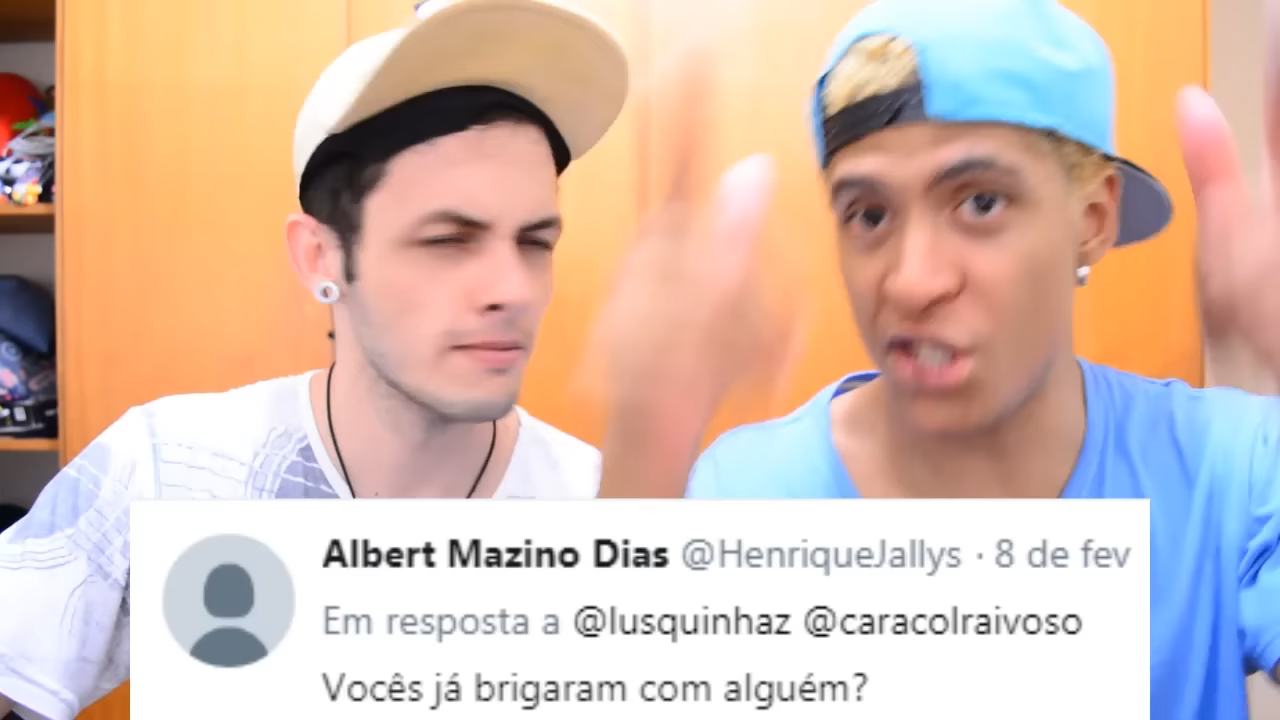 Albert Mazino Dias @HenriqueJallys · 8 de fev
Em resposta a @lusquinhaz @caracolraivoso
Vocês já brigaram com alguém?